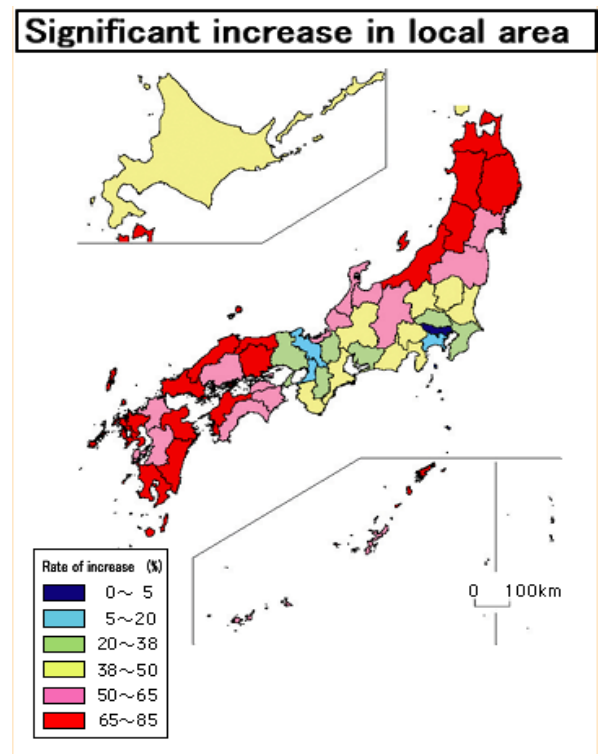 Significant increase in local area
Rate of increase (%)
0～ 5
5～20
20～38
38～50
50～65
65～85
0 100km